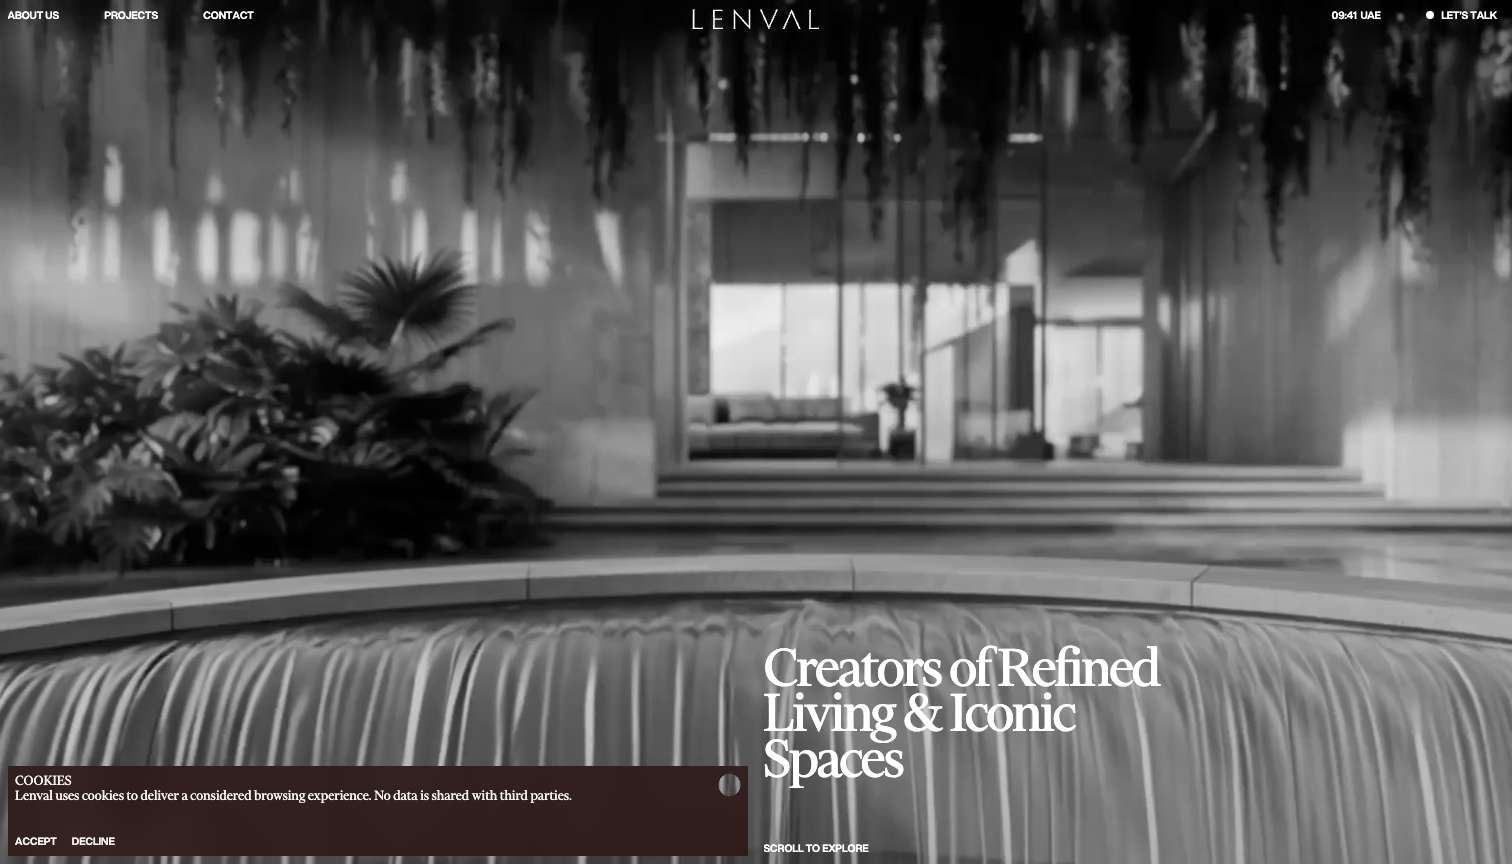 ABOUT US
PROJECTS
CONTACT
LENVAL
09:41 UAE
LET'S TALK
Creators of Refined
Living & Iconic
Spaces
COOKIES
Lenval uses cookies to deliver a considered browsing experience. No data is shared with third parties.
ACCEPT
DECLINE
SCROLL TO EXPLORE